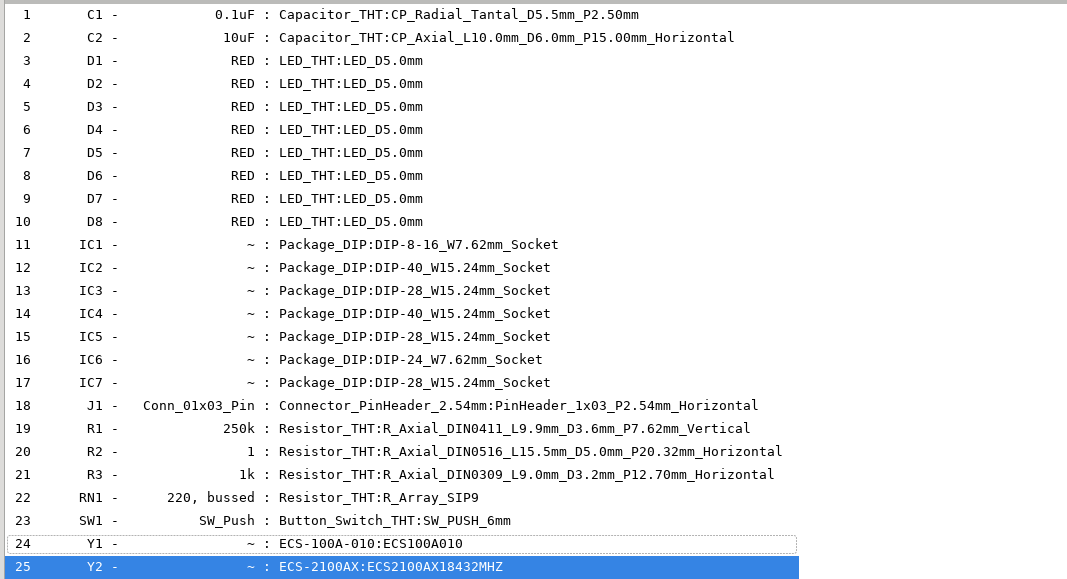 1 C1 - 0.1uF : Capacitor_THT:CP_Radial_Tantal_D5.5mm_P2.50mm
2 C2 - 10uF : Capacitor_THT:CP_Axial_L10.0mm_D6.0mm_P15.00mm_Horizontal
3 D1 - RED : LED_THT:LED_D5.0mm
4 D2 - RED : LED_THT:LED_D5.0mm
5 D3 - RED : LED_THT:LED_D5.0mm
6 D4 - RED : LED_THT:LED_D5.0mm
7 D5 - RED : LED_THT:LED_D5.0mm
8 D6 - RED : LED_THT:LED_D5.0mm
9 D7 - RED : LED_THT:LED_D5.0mm
10 D8 - RED : LED_THT:LED_D5.0mm
11 IC1 - ~ : Package_DIP:DIP-8-16_W7.62mm_Socket
12 IC2 - ~ : Package_DIP:DIP-40_W15.24mm_Socket
13 IC3 - ~ : Package_DIP:DIP-28_W15.24mm_Socket
14 IC4 - ~ : Package_DIP:DIP-40_W15.24mm_Socket
15 IC5 - ~ : Package_DIP:DIP-28_W15.24mm_Socket
16 IC6 - ~ : Package_DIP:DIP-24_W7.62mm_Socket
17 IC7 - ~ : Package_DIP:DIP-28_W15.24mm_Socket
18 J1 - Conn_01x03_Pin : Connector_PinHeader_2.54mm:PinHeader_1x03_P2.54mm_Horizontal
19 R1 - 250k : Resistor_THT:R_Axial_DIN0411_L9.9mm_D3.6mm_P7.62mm_Vertical
20 R2 - 1 : Resistor_THT:R_Axial_DIN0516_L15.5mm_D5.0mm_P20.32mm_Horizontal
21 R3 - 1k : Resistor_THT:R_Axial_DIN0309_L9.0mm_D3.2mm_P12.70mm_Horizontal
22 RN1 - 220, bussed : Resistor_THT:R_Array_SIP9
23 SW1 - SW_Push : Button_Switch_THT:SW_PUSH_6mm
24 Y1 - ~ : ECS-100A-010:ECS100A010
25 Y2 - ~ : ECS-2100AX:ECS2100AX18432MHZ